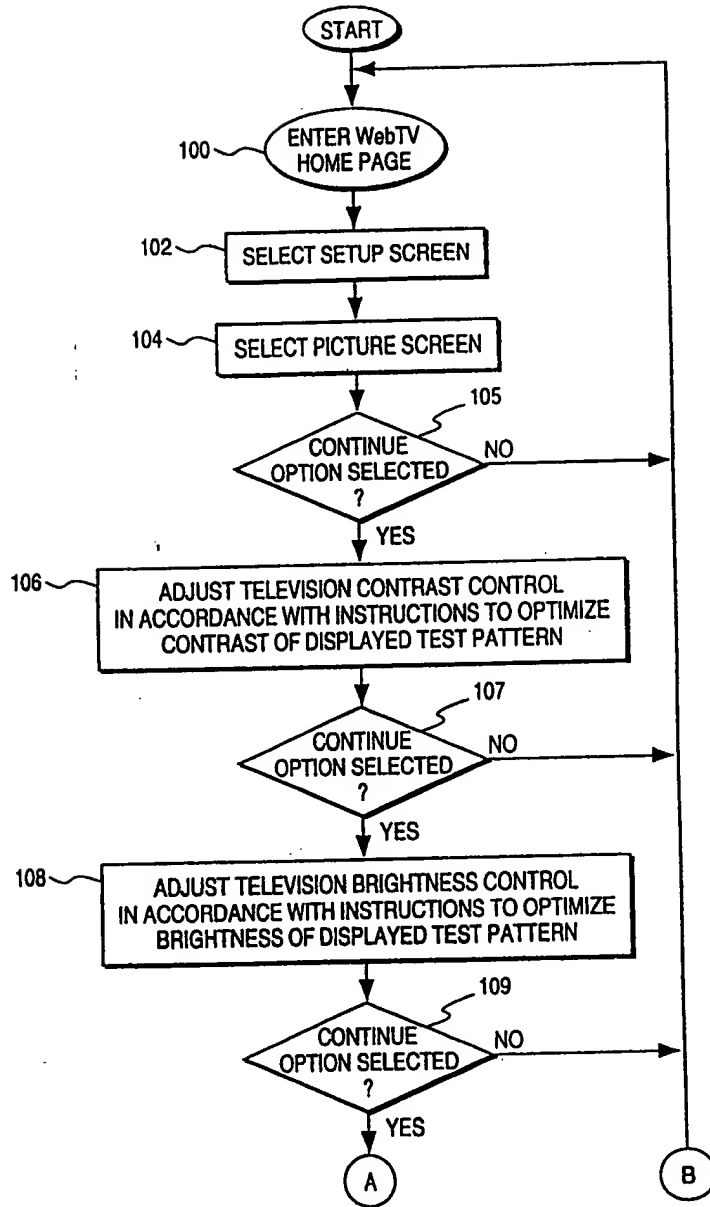 START
100
ENTER WebTV
HOME PAGE
102
SELECT SETUP SCREEN
104
SELECT PICTURE SCREEN
105
CONTINUE
OPTION SELECTED
?
NO
YES
106
ADJUST TELEVISION CONTRAST CONTROL
IN ACCORDANCE WITH INSTRUCTIONS TO OPTIMIZE
CONTRAST OF DISPLAYED TEST PATTERN
107
CONTINUE
OPTION SELECTED
?
NO
YES
108
ADJUST TELEVISION BRIGHTNESS CONTROL
IN ACCORDANCE WITH INSTRUCTIONS TO OPTIMIZE
BRIGHTNESS OF DISPLAYED TEST PATTERN
109
CONTINUE
OPTION SELECTED
?
NO
YES
A
B